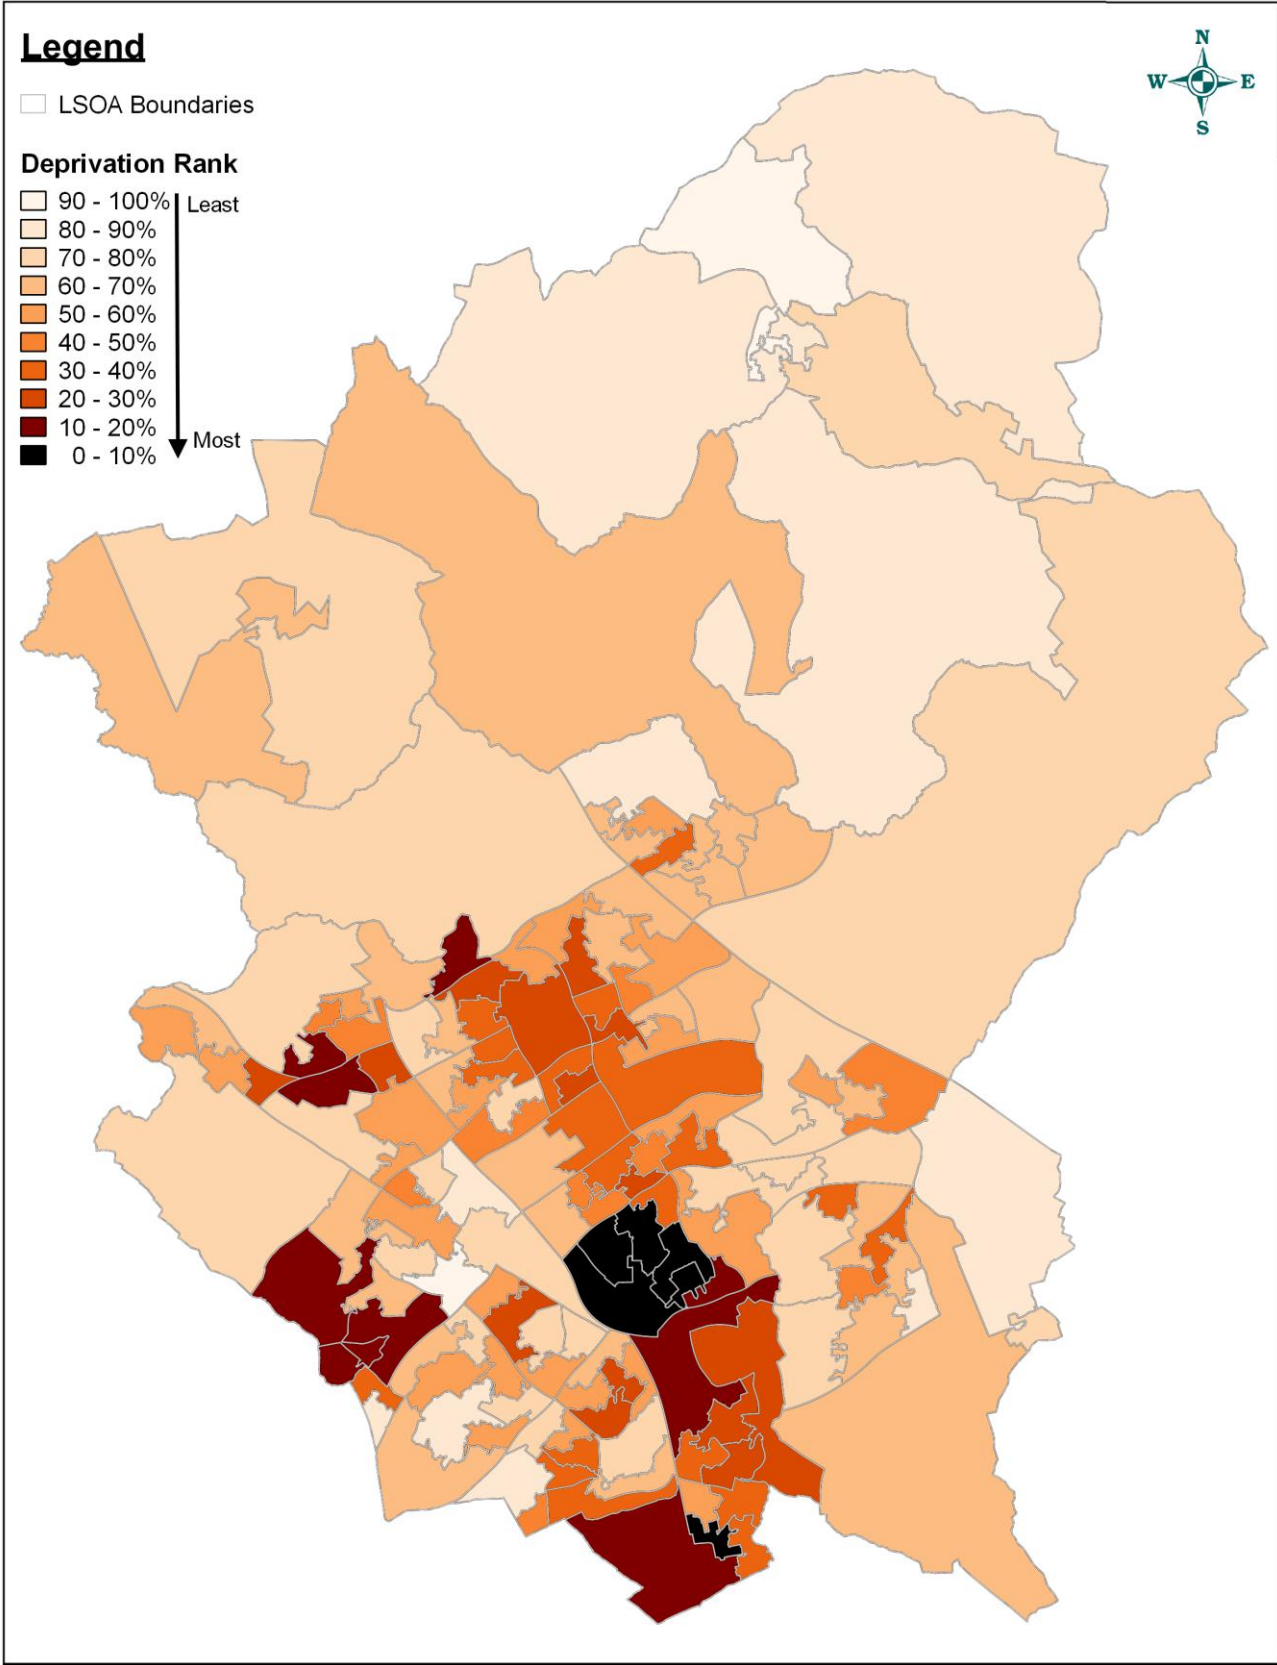 Legend
LSOA Boundaries
Deprivation Rank
90 - 100%
Least
80 - 90%
70 - 80%
60 - 70%
50 - 60%
40 - 50%
30 - 40%
20 - 30%
10 - 20%
Most
0 - 10%
N
W E
S